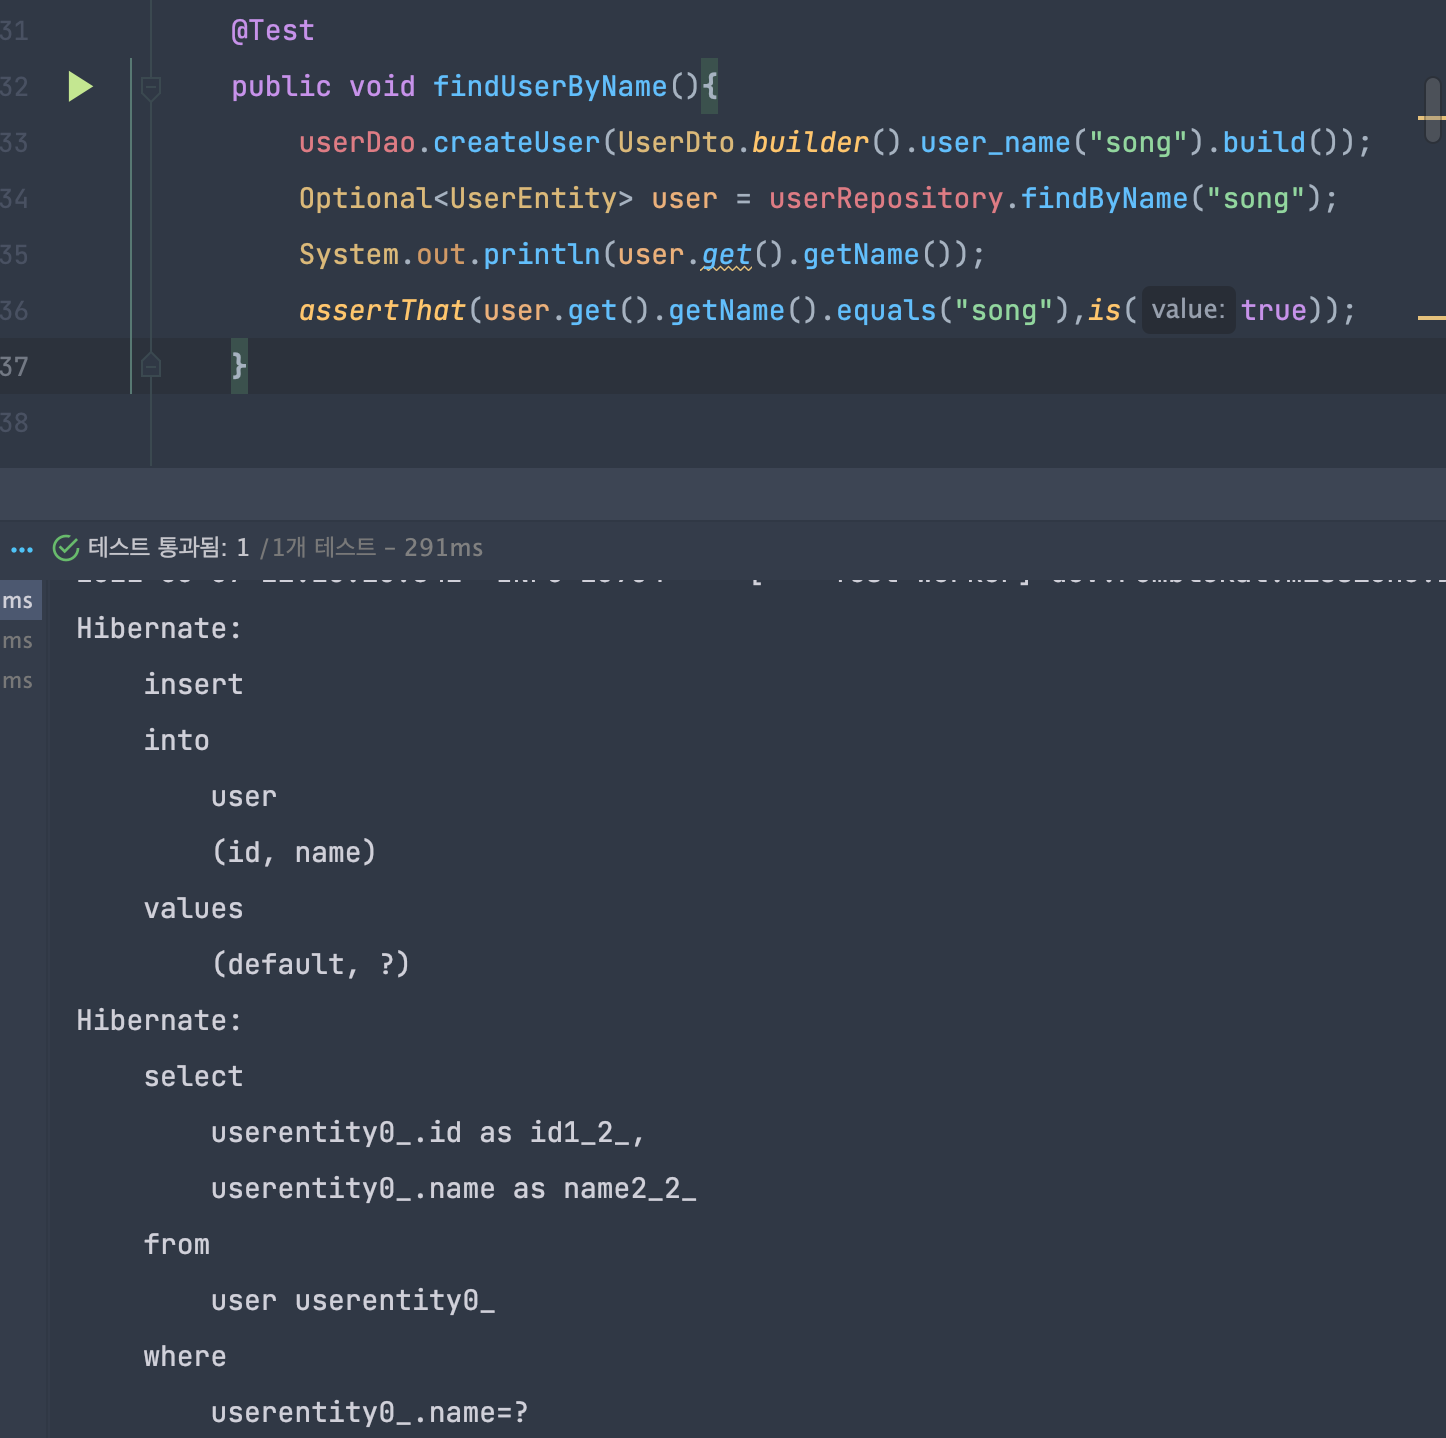 31 @Test
32 public void findUserByName(){
33 userDao.createUser(UserDto.builder().user_name("song").build());
34 Optional<UserEntity> user = userRepository.findByName("song");
35 System.out.println(user.get().getName());
36 assertThat(user.get().getName().equals("song"),is( value: true));
37 }
38
테스트 통과됨: 1 /1개 테스트 – 291ms
ms
ms
ms
Hibernate:
insert
into
user
(id, name)
values
(default, ?)
Hibernate:
select
userentity0_.id as id1_2_,
userentity0_.name as name2_2_
from
user userentity0_
where
userentity0_.name=?